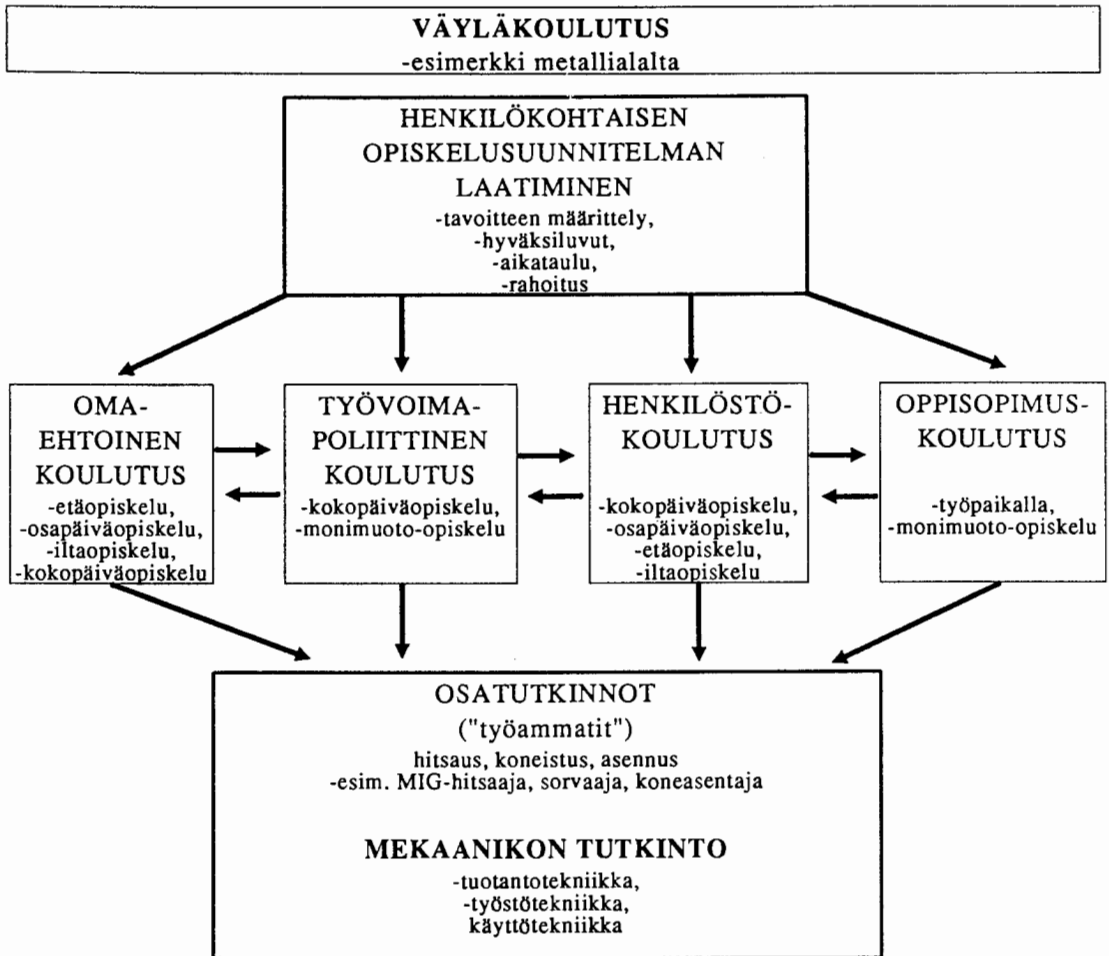 VÄYLÄKOULUTUS
-esimerkki metallialalta
HENKILÖKOHTAISEN
OPISKELUSUUNNITELMAN
LAATIMINEN
-tavoitteen määrittely,
-hyväksiluvut,
-aikataulu,
-rahoitus
OMA-
EHTOINEN
KOULUTUS
-etäopiskelu,
-osapäiväopiskelu,
-iltaopiskelu,
-kokopäiväopiskelu
TYÖVOIMA-
POLIITTINEN
KOULUTUS
-kokopäiväopiskelu,
-monimuoto-opiskelu
HENKILÖSTÖ-
KOULUTUS
-kokopäiväopiskelu,
-osapäiväopiskelu,
-etäopiskelu,
-iltaopiskelu
OPPISOPIMUS-
KOULUTUS
-työpaikalla,
-monimuoto-opiskelu
OSATUTKINNOT
("työammatit")
hitsaus, koneistus, asennus
-esim. MIG-hitsaaja, sorvaaja, koneasentaja
MEKAANIKON TUTKINTO
-tuotantotekniikka,
-työstötekniikka,
käyttötekniikka